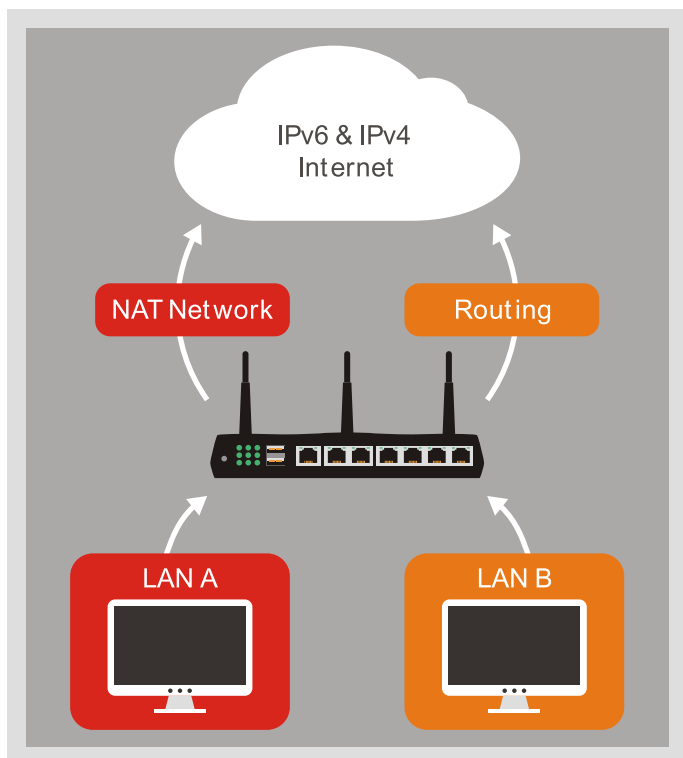 IPv6 & IPv4
Internet
NAT Network
Routing
LAN A
LAN B